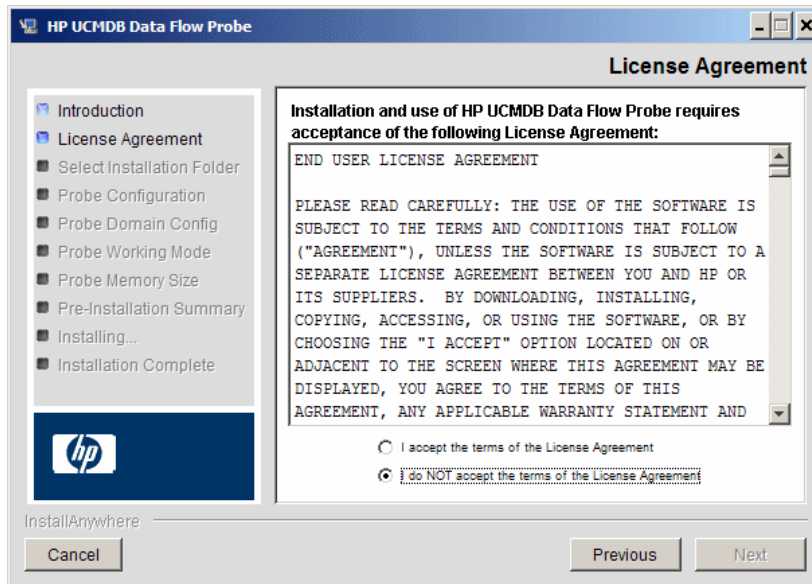 HP UCMDB Data Flow Probe
License Agreement
Introduction
License Agreement
Select Installation Folder
Probe Configuration
Probe Domain Config
Probe Working Mode
Probe Memory Size
Pre-Installation Summary
Installing...
Installation Complete
hp
Installation and use of HP UCMDB Data Flow Probe requires
acceptance of the following License Agreement:
END USER LICENSE AGREEMENT
PLEASE READ CAREFULLY: THE USE OF THE SOFTWARE IS
SUBJECT TO THE TERMS AND CONDITIONS THAT FOLLOW
("AGREEMENT"), UNLESS THE SOFTWARE IS SUBJECT TO A
SEPARATE LICENSE AGREEMENT BETWEEN YOU AND HP OR
ITS SUPPLIERS.  BY DOWNLOADING, INSTALLING,
COPYING, ACCESSING, OR USING THE SOFTWARE, OR BY
CHOOSING THE "I ACCEPT" OPTION LOCATED ON OR
ADJACENT TO THE SCREEN WHERE THIS AGREEMENT MAY BE
DISPLAYED, YOU AGREE TO THE TERMS OF THIS
AGREEMENT, ANY APPLICABLE WARRANTY STATEMENT AND
I accept the terms of the License Agreement
I do NOT accept the terms of the License Agreement
InstallAnywhere
Cancel
Previous
Next